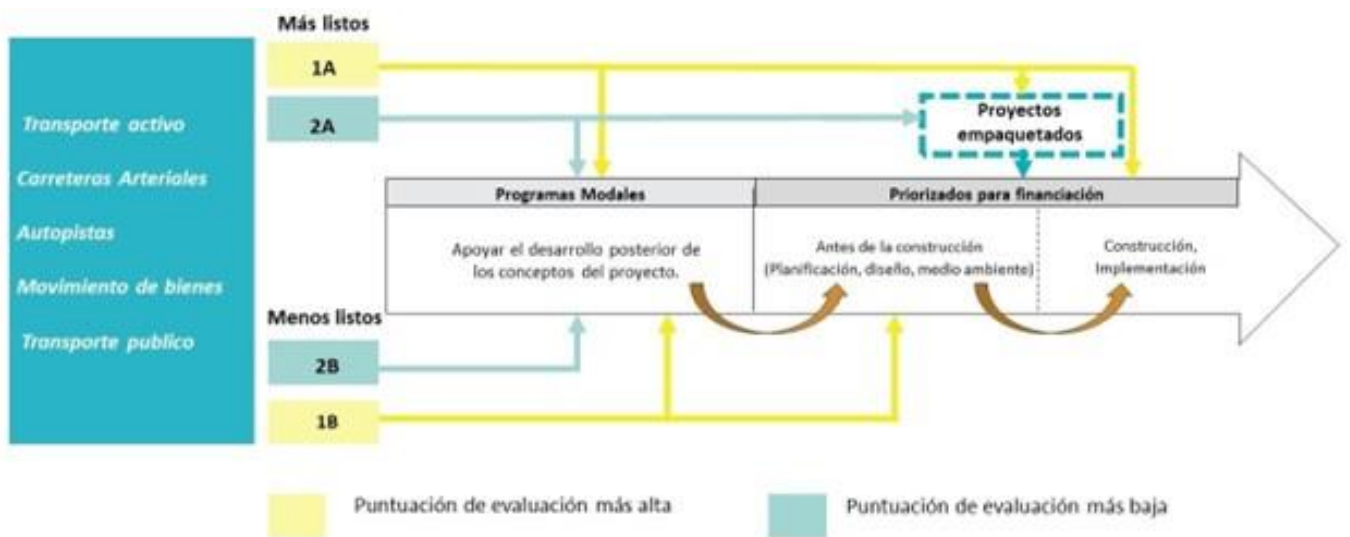 Más listos
1A
2A
Transporte activo
Carreteras Arteriales
Autopistas
Movimiento de bienes
Transporte publico
Proyectos
empaquetados
Programas Modales
Priorizados para financiación
Apoyar el desarrollo posterior de
los conceptos del proyecto.
Antes de la construcción
(Planificación, diseño, medio ambiente)
Construcción,
Implementación
Menos listos
2B
1B
Puntuación de evaluación más alta
Puntuación de evaluación más baja